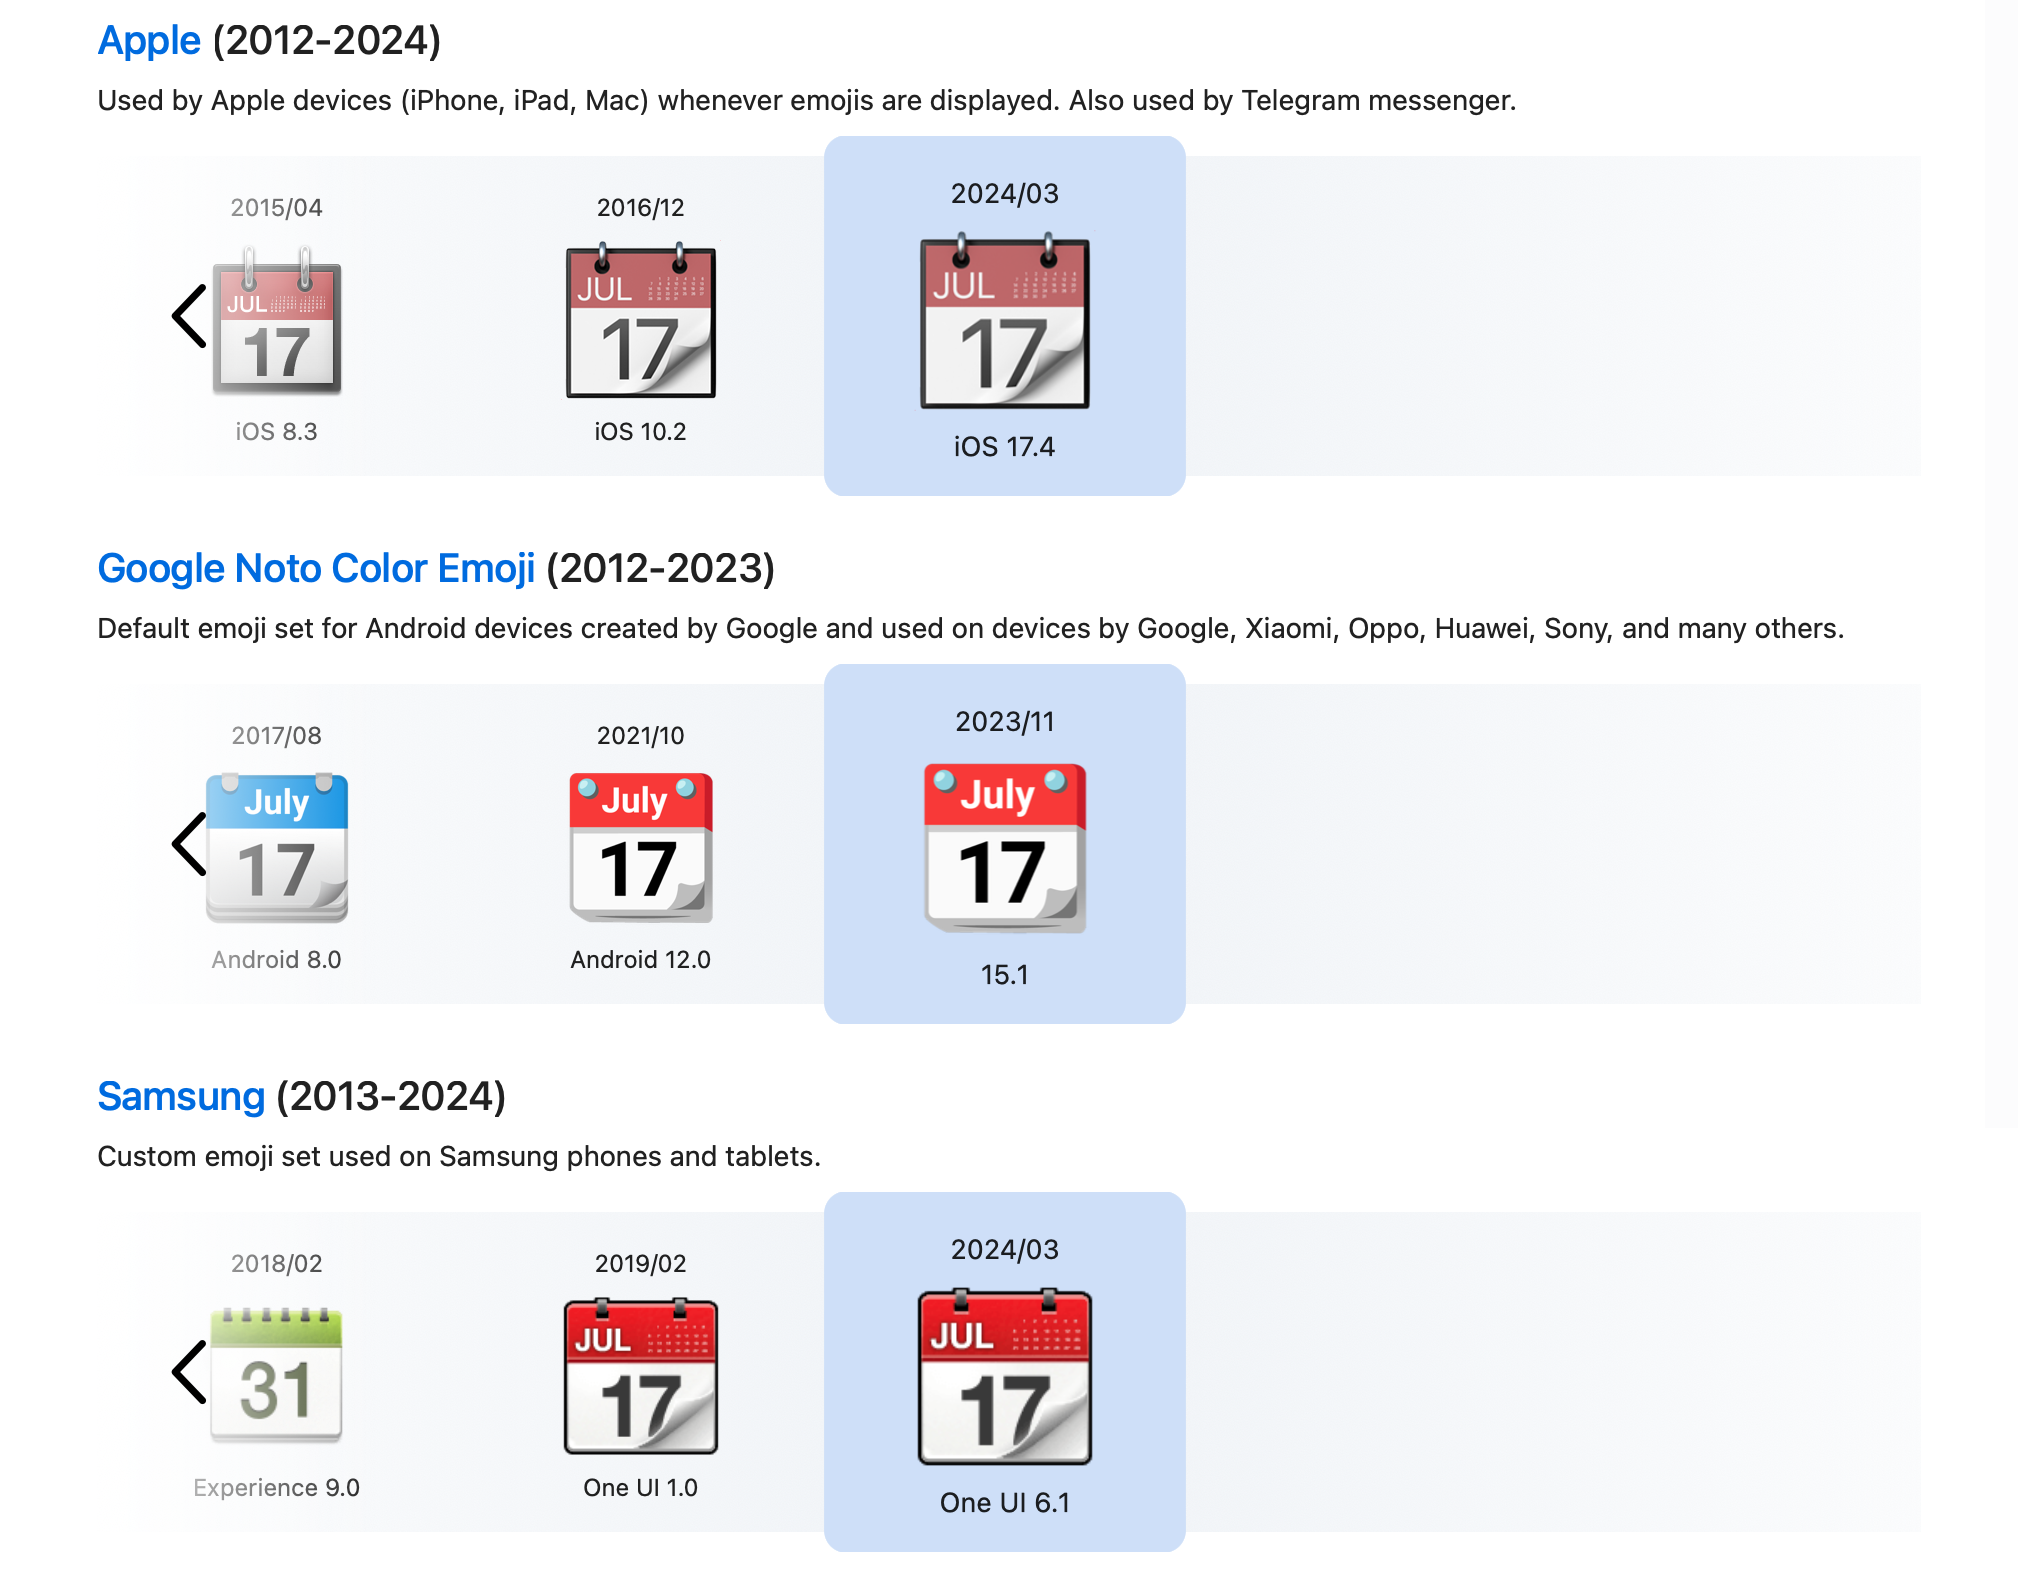 Apple (2012-2024)
Used by Apple devices (iPhone, iPad, Mac) whenever emojis are displayed. Also used by Telegram messenger.
2015/04
2016/12
2024/03
JUL
17
JUL
17
JUL
17
iOS 8.3
iOS 10.2
iOS 17.4
Google Noto Color Emoji (2012-2023)
Default emoji set for Android devices created by Google and used on devices by Google, Xiaomi, Oppo, Huawei, Sony, and many others.
2017/08
2021/10
2023/11
July
17
July
17
July
17
Android 8.0
Android 12.0
15.1
Samsung (2013-2024)
Custom emoji set used on Samsung phones and tablets.
2018/02
2019/02
2024/03
31
JUL
17
JUL
17
Experience 9.0
One UI 1.0
One UI 6.1